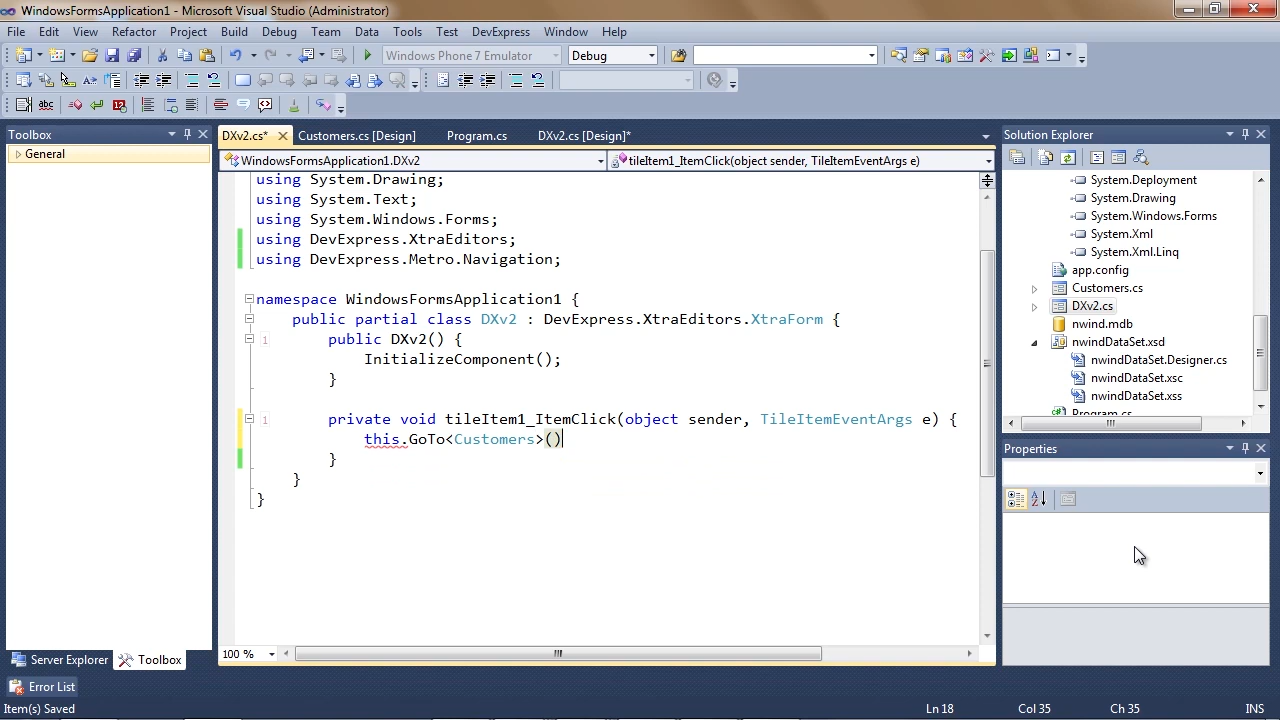 WindowsFormsApplication1 - Microsoft Visual Studio (Administrator)
File Edit View Refactor Project Build Debug Team Data Tools Test DevExpress Window Help
Windows Phone 7 Emulator Debug
Toolbox
General
DXv2.cs* Customers.cs [Design] Program.cs DXv2.cs [Design]*
WindowsFormsApplication1.DXv2 tileItem1_ItemClick(object sender, TileItemEventArgs e)
using System.Drawing;
using System.Text;
using System.Windows.Forms;
using DevExpress.XtraEditors;
using DevExpress.Metro.Navigation;
namespace WindowsFormsApplication1 {
public partial class DXv2 : DevExpress.XtraEditors.XtraForm {
1 public DXv2() {
InitializeComponent();
}
1 private void tileItem1_ItemClick(object sender, TileItemEventArgs e) {
this.GoTo<Customers>()
}
}
}
100 %
Solution Explorer
System.Deployment
System.Drawing
System.Windows.Forms
System.Xml
System.Xml.Linq
app.config
Customers.cs
DXv2.cs
nwind.mdb
nwindDataSet.xsd
nwindDataSet.Designer.cs
nwindDataSet.xsc
nwindDataSet.xss
Program.cs
Properties
Server Explorer Toolbox
Error List
Item(s) Saved Ln 18 Col 35 Ch 35 INS